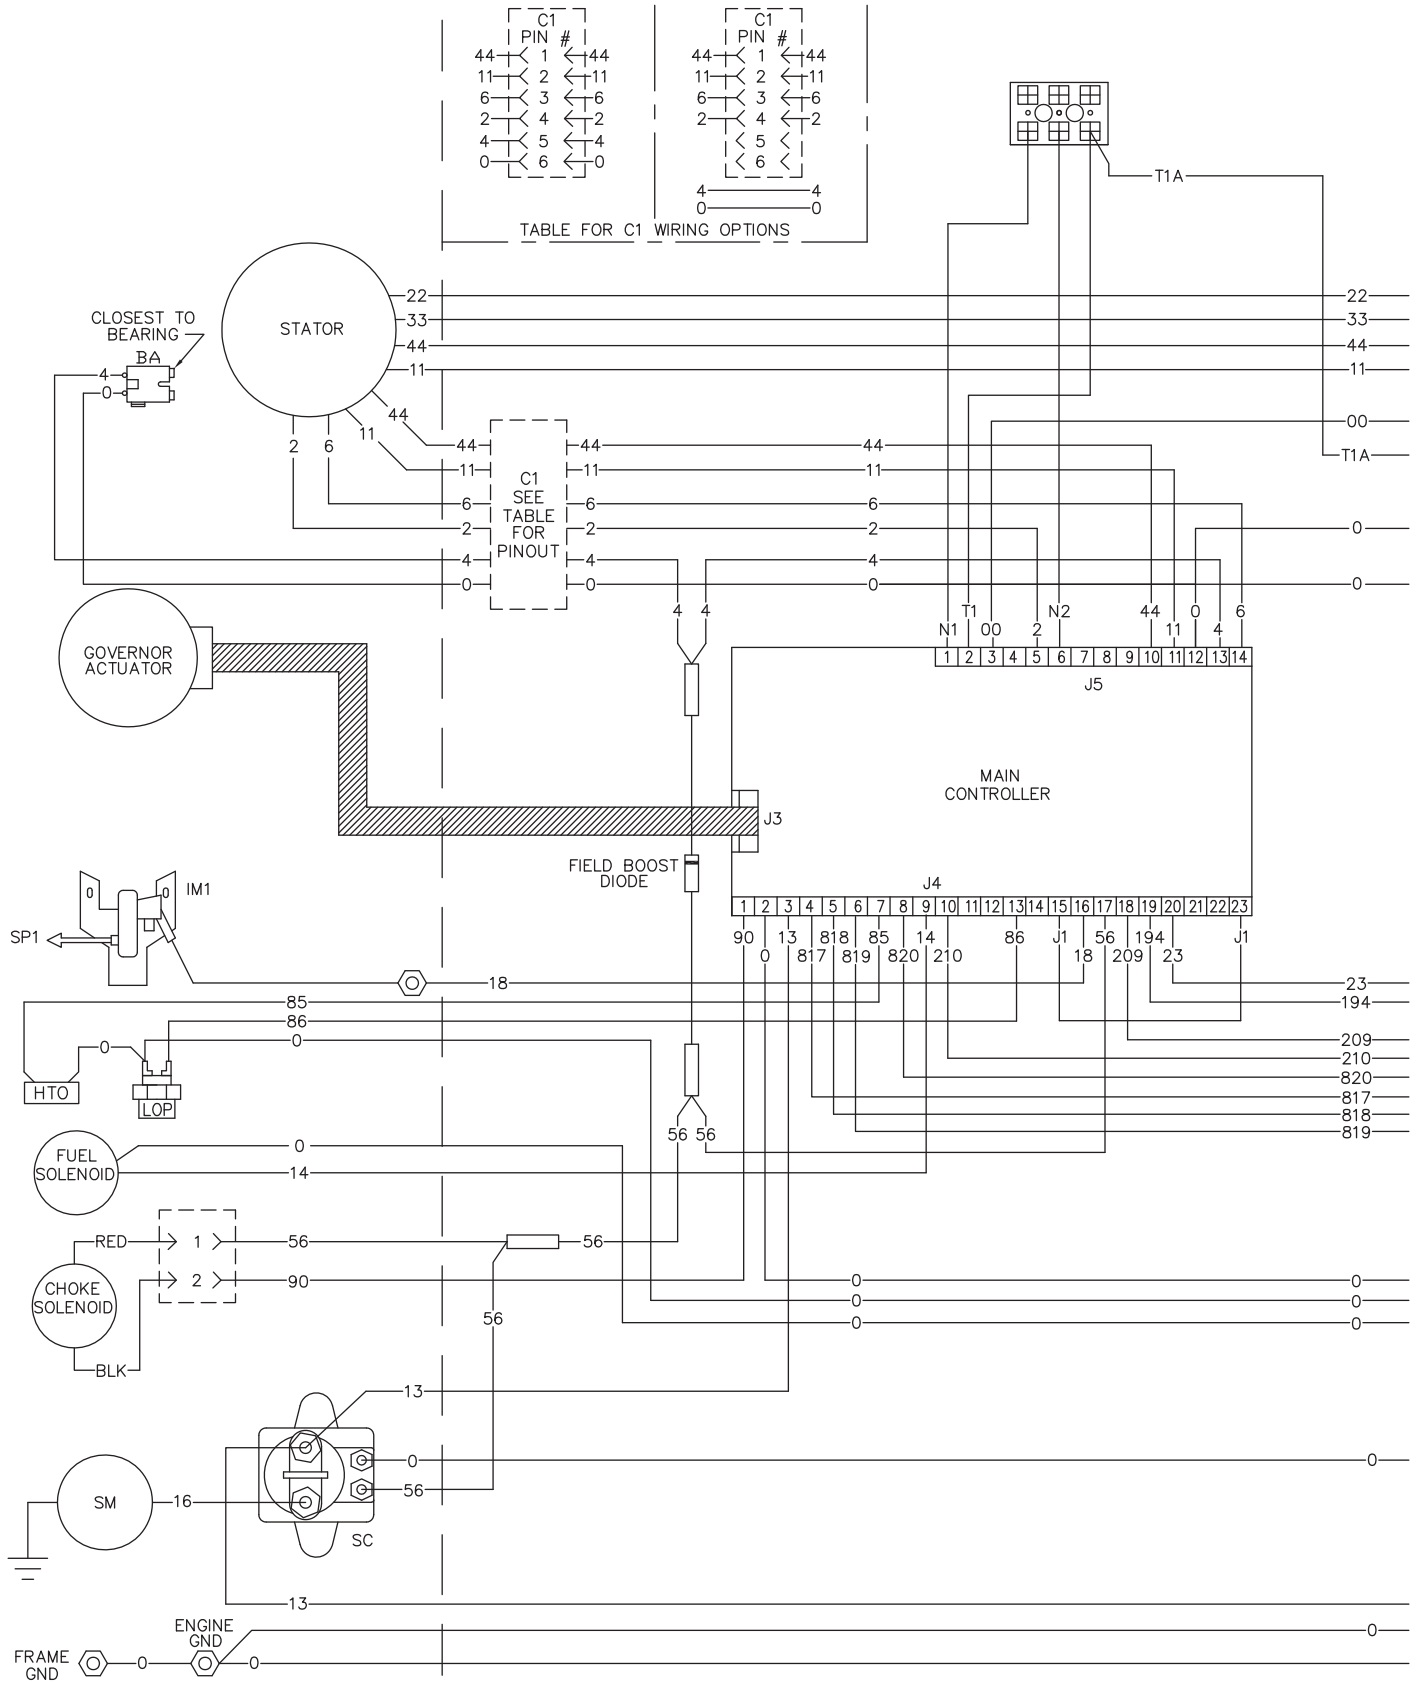 C1 C1
PIN # PIN #
44 1 44 44 1 44
11 2 11 11 2 11
6 3 6 6 3 6
2 4 2 2 4 2
4 5 4 5
0 6 0 6
4 4
0 0
TABLE FOR C1 WIRING OPTIONS
T1A
22 22
CLOSEST TO
BEARING
STATOR
33 33
44 44
BA
11 11
4
0
00
44
11
2 6
44 44 44
T1A
11 11 11
C1
SEE
TABLE
FOR
PINOUT
6 6 6
2 2 2 0
4 4 4
0 0 0 0
4 4
T1 N2 44 0 6
N1 00 2 11 4
GOVERNOR
ACTUATOR
1 2 3 4 5 6 7 8 9 10 11 12 13 14
J5
MAIN
CONTROLLER
J3
FIELD BOOST
DIODE
J4
IM1
1 2 3 4 5 6 7 8 9 10 11 12 13 14 15 16 17 18 19 20 21 22 23
SP1
90 13 818 85 14 86 J1 56 194 J1
0 817 819 820 210 18 209 23
18 23
85 194
86
0 209
0
210
820
HTO
817
LOP
818
56 56 819
0
FUEL
SOLENOID
14
RED 1 56 56
2 90 0 0
CHOKE
SOLENOID
0 0
56
0 0
BLK
13
0 0
56
SM
16
SC
13
ENGINE
GND
0
FRAME
GND
0 0